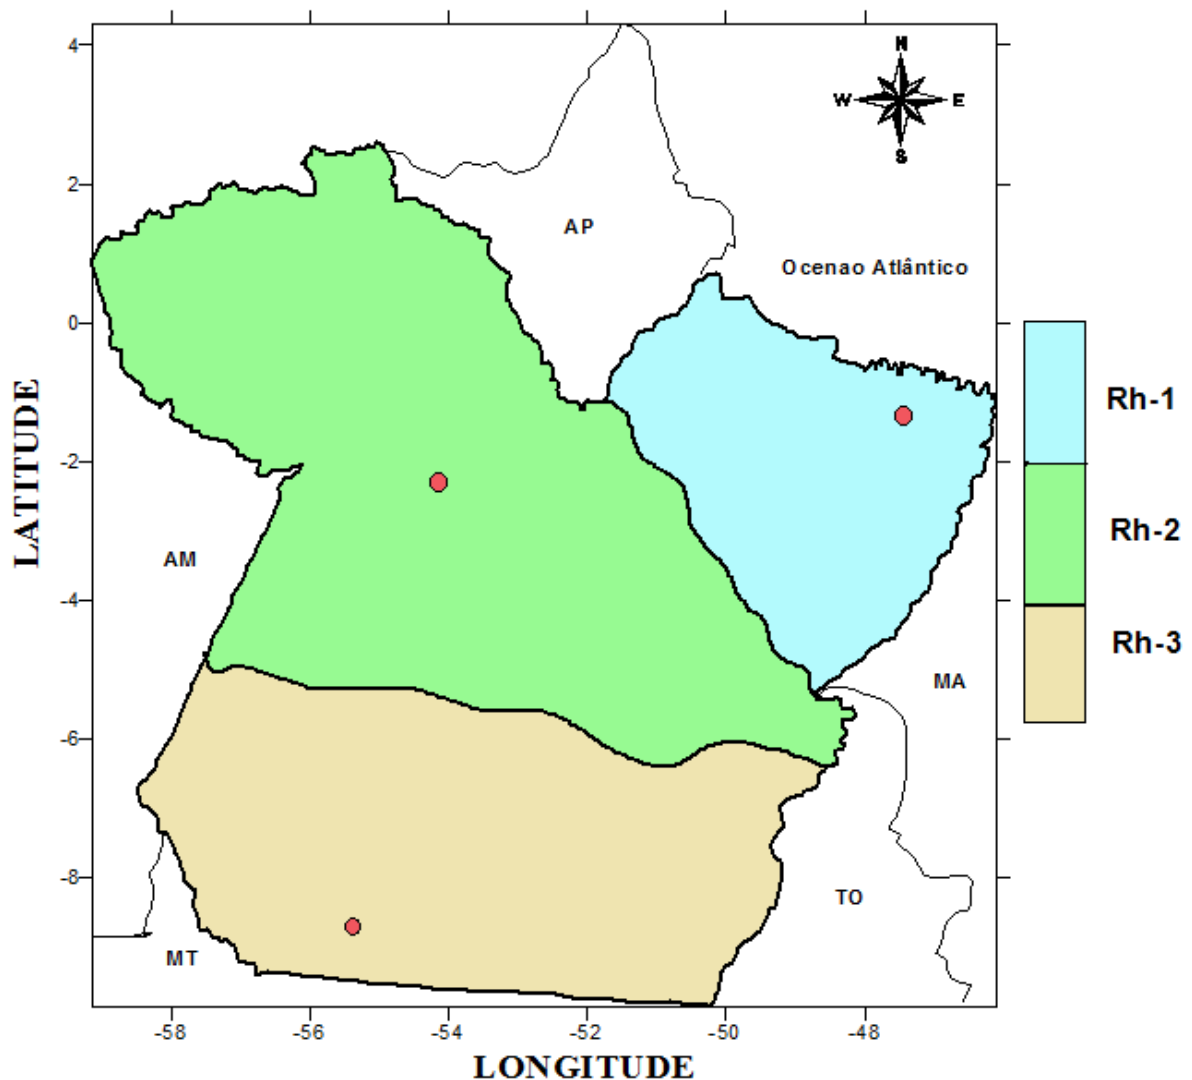 4
2
0
-2
-4
-6
-8
LATITUDE
N
W
E
S
AP
Ocenao Atlântico
AM
MA
TO
MT
Rh-1
Rh-2
Rh-3
-58
-56
-54
-52
-50
-48
LONGITUDE